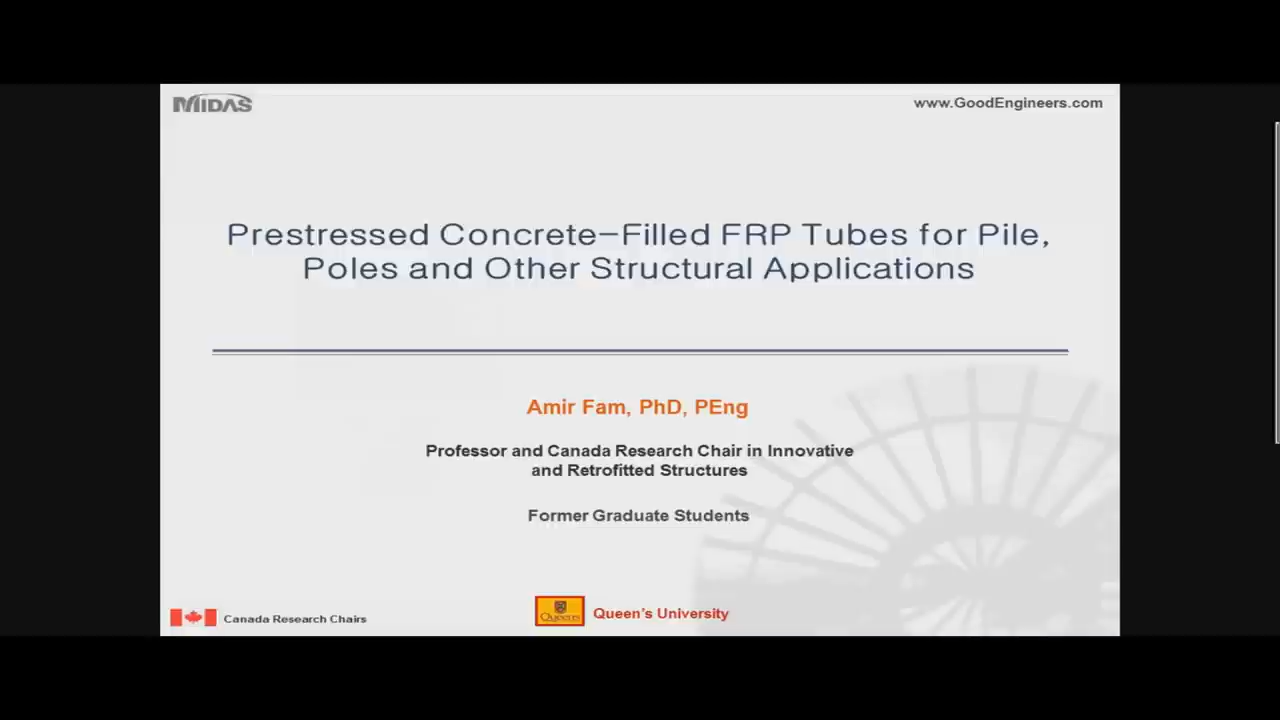 MIDAS
www.GoodEngineers.com
Prestressed Concrete-Filled FRP Tubes for Pile,
Poles and Other Structural Applications
Amir Fam, PhD, PEng
Professor and Canada Research Chair in Innovative
and Retrofitted Structures
Former Graduate Students
Canada Research Chairs
Queen's
Queen's University